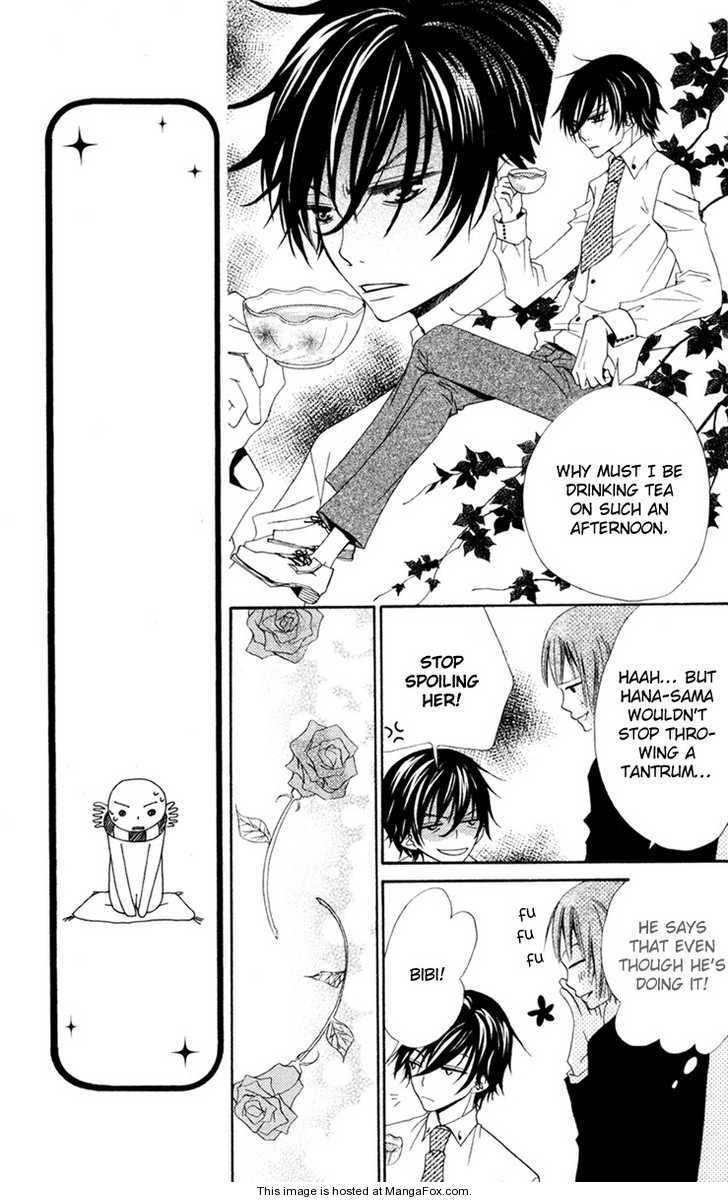 WHY MUST I BE
DRINKING TEA
ON SUCH AN
AFTERNOON.
HAAH... BUT
HANA-SAMA
WOULDN'T
STOP THRO-
WING A
TANTRUM...
STOP
SPOILING
HER!
HE SAYS
THAT EVEN
THOUGH HE'S
DOING IT!
fu
fu
fu
BIBI!
This image is hosted at MangaFox.com.